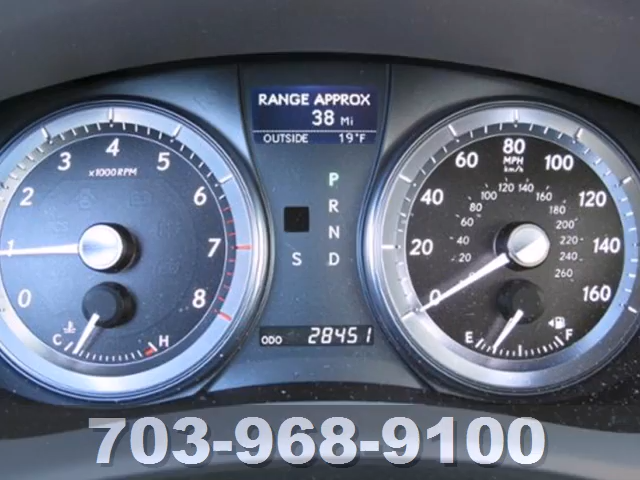 RANGE APPROX
38 Mi
OUTSIDE 19°F
0 1 2 3 4 5 6 7 8
x1000 RPM
C H
P
R
N
S D
ODO 28451
0 20 40 60 80 100 120 140 160
MPH
km/h
20 40 60 80 100 120 140 160 180 200 220 240 260
E F
703-968-9100